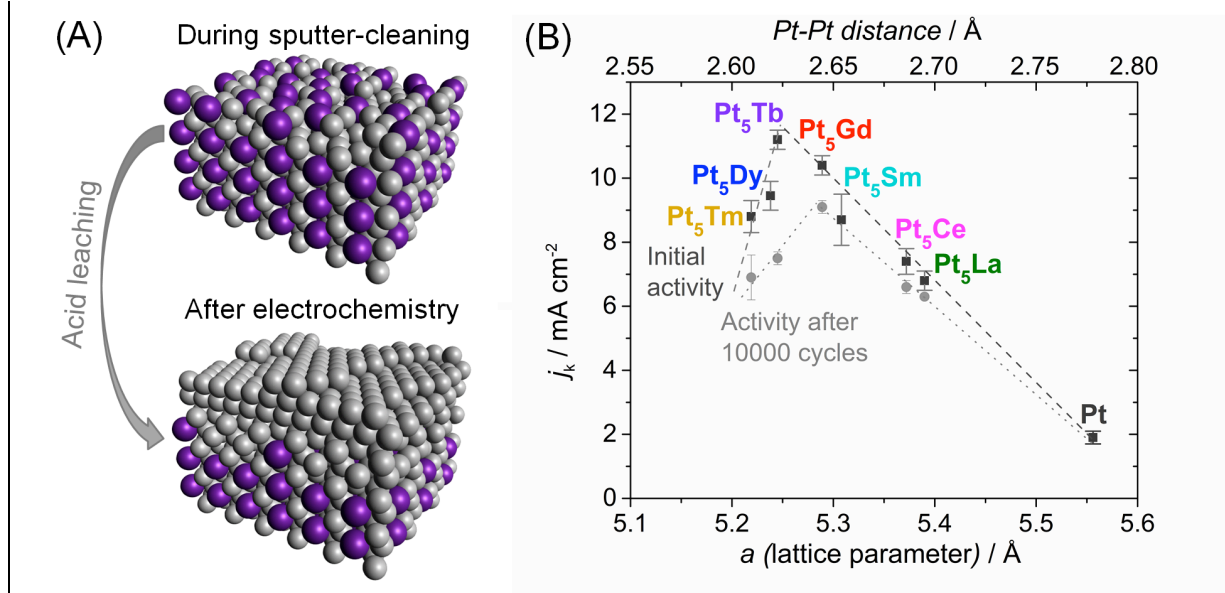 (A)
During sputter-cleaning
Acid leaching
After electrochemistry
(B)
Pt-Pt distance / Å
2.55 2.60 2.65 2.70 2.75 2.80
12
10
8
6
4
2
0
jₖ / mA cm⁻²
Pt₅Tb
Pt₅Gd
Pt₅Dy
Pt₅Sm
Pt₅Tm
Pt₅Ce
Pt₅La
Initial
activity
Activity after
10000 cycles
Pt
5.1 5.2 5.3 5.4 5.5 5.6
a (lattice parameter) / Å